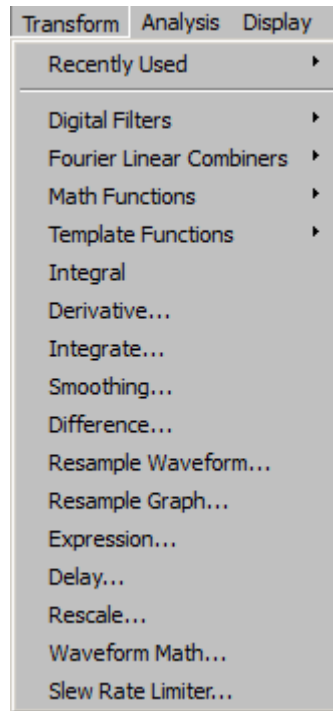 Transform Analysis Display
Recently Used
Digital Filters
Fourier Linear Combiners
Math Functions
Template Functions
Integral
Derivative...
Integrate...
Smoothing...
Difference...
Resample Waveform...
Resample Graph...
Expression...
Delay...
Rescale...
Waveform Math...
Slew Rate Limiter...